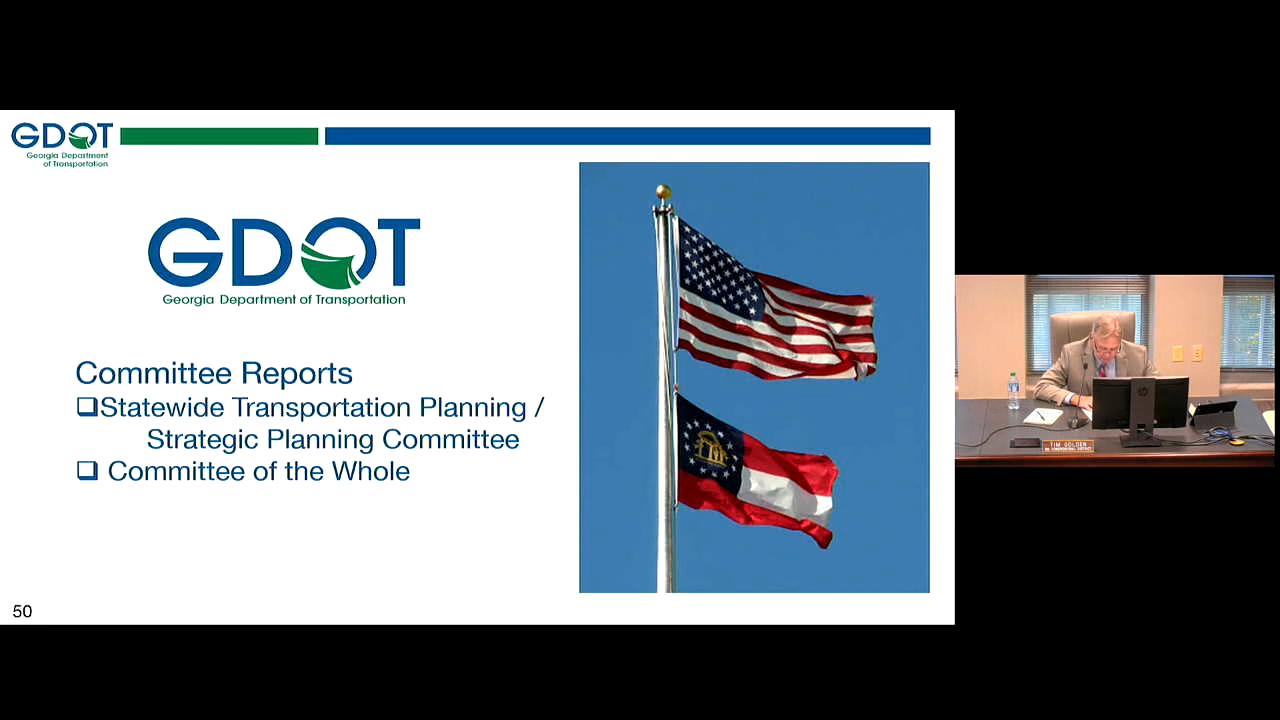 GDOT
Georgia Department
of Transportation
GDOT
Georgia Department of Transportation
Committee Reports
❑Statewide Transportation Planning /
Strategic Planning Committee
❑ Committee of the Whole
50
TIM GOLDEN